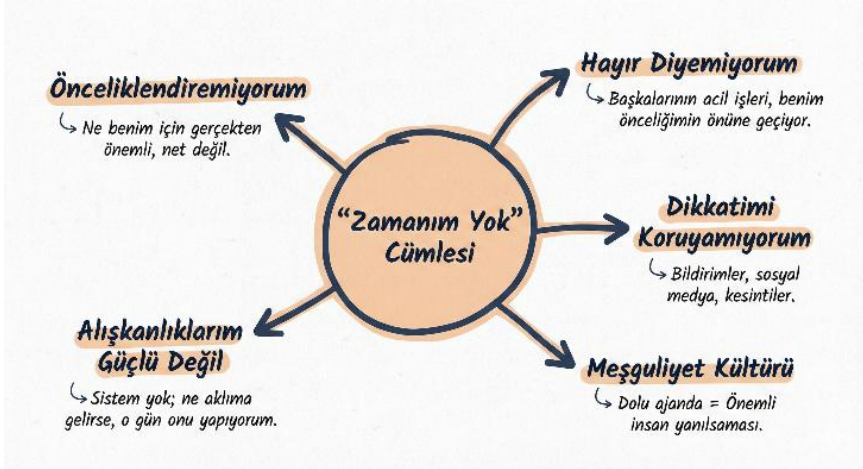 Önceliklendiremiyorum
Ne benim için gerçekten
önemli, net değil.
Hayır Diyemiyorum
Başkalarının acil işleri, benim
önceliğimin önüne geçiyor.
“Zamanım Yok”
Cümlesi
Dikkatimi
Koruyamıyorum
Bildirimler, sosyal
medya, kesintiler.
Alışkanlıklarım
Güçlü Değil
Sistem yok; ne aklıma
gelirse, o gün onu yapıyorum.
Meşguliyet Kültürü
Dolu ajanda = Önemli
insan yanılsaması.